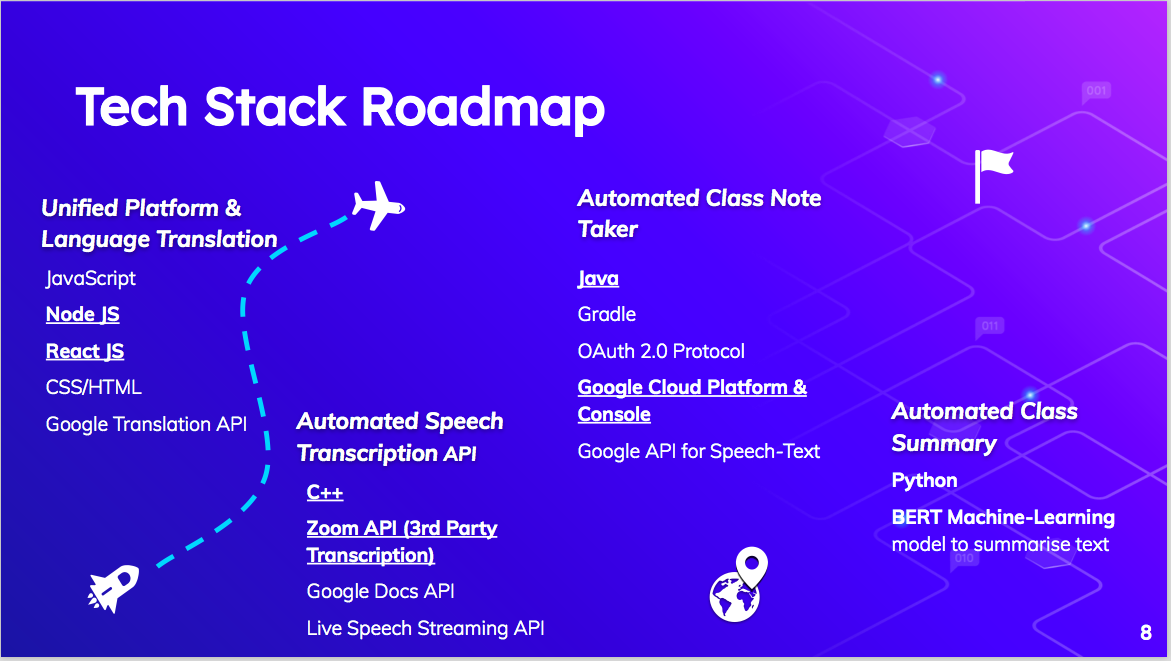 Tech Stack Roadmap
Unified Platform &
Language Translation
JavaScript
Node JS
React JS
CSS/HTML
Google Translation API
Automated Speech
Transcription API
C++
Zoom API (3rd Party
Transcription)
Google Docs API
Live Speech Streaming API
Automated Class Note
Taker
Java
Gradle
OAuth 2.0 Protocol
Google Cloud Platform &
Console
Google API for Speech-Text
Automated Class
Summary
Python
BERT Machine-Learning
model to summarise text
001
011
010
8